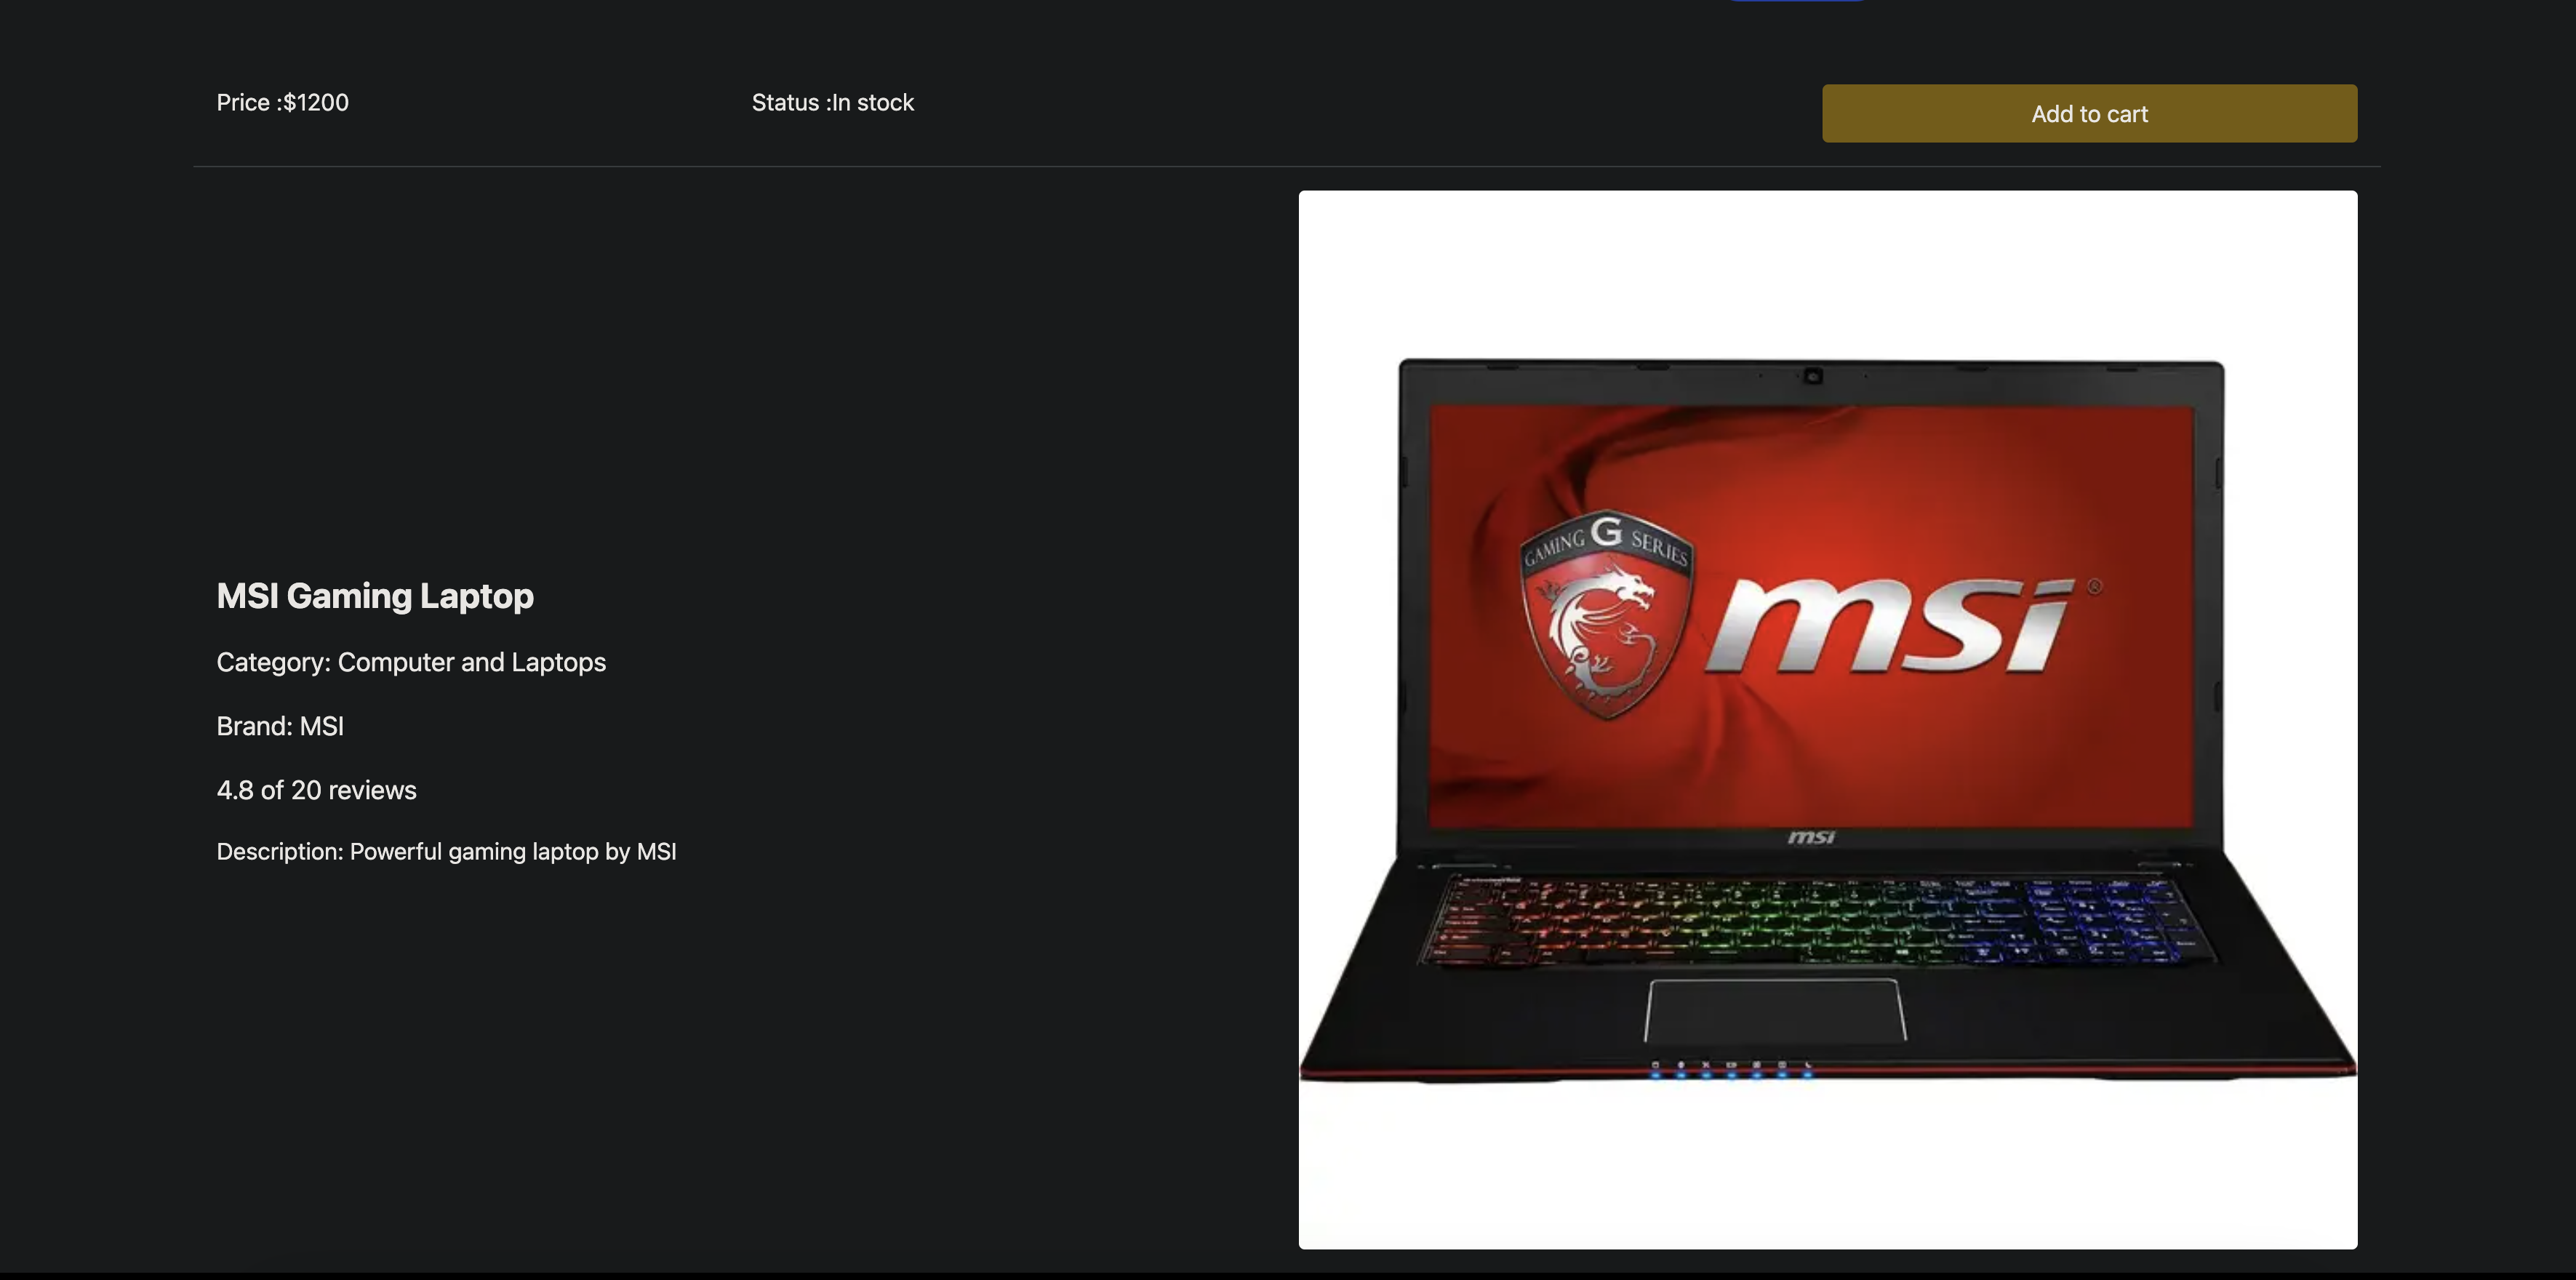 Price :$1200
Status :In stock
Add to cart
MSI Gaming Laptop
Category: Computer and Laptops
Brand: MSI
4.8 of 20 reviews
Description: Powerful gaming laptop by MSI
GAMING G SERIES
msi®
msi